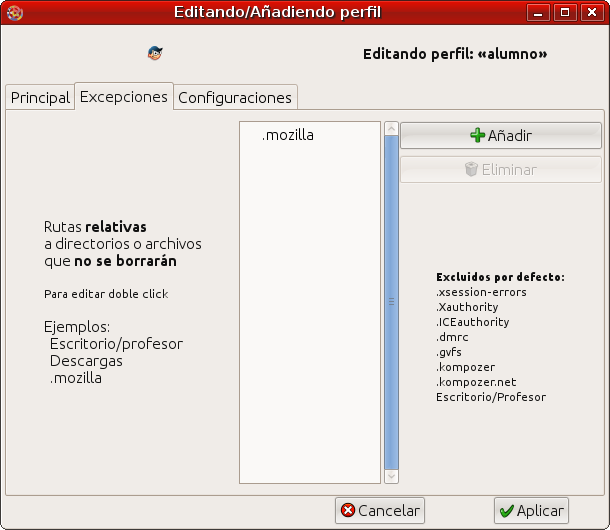 Editando/Añadiendo perfil
Editando perfil: «alumno»
Principal
Excepciones
Configuraciones
Rutas relativas
a directorios o archivos
que no se borrarán
Para editar doble click
Ejemplos:
Escritorio/profesor
Descargas
.mozilla
.mozilla
Añadir
Eliminar
Excluidos por defecto:
.xsession-errors
.Xauthority
.ICEauthority
.dmrc
.gvfs
.kompozer
.kompozer.net
Escritorio/Profesor
Cancelar
Aplicar